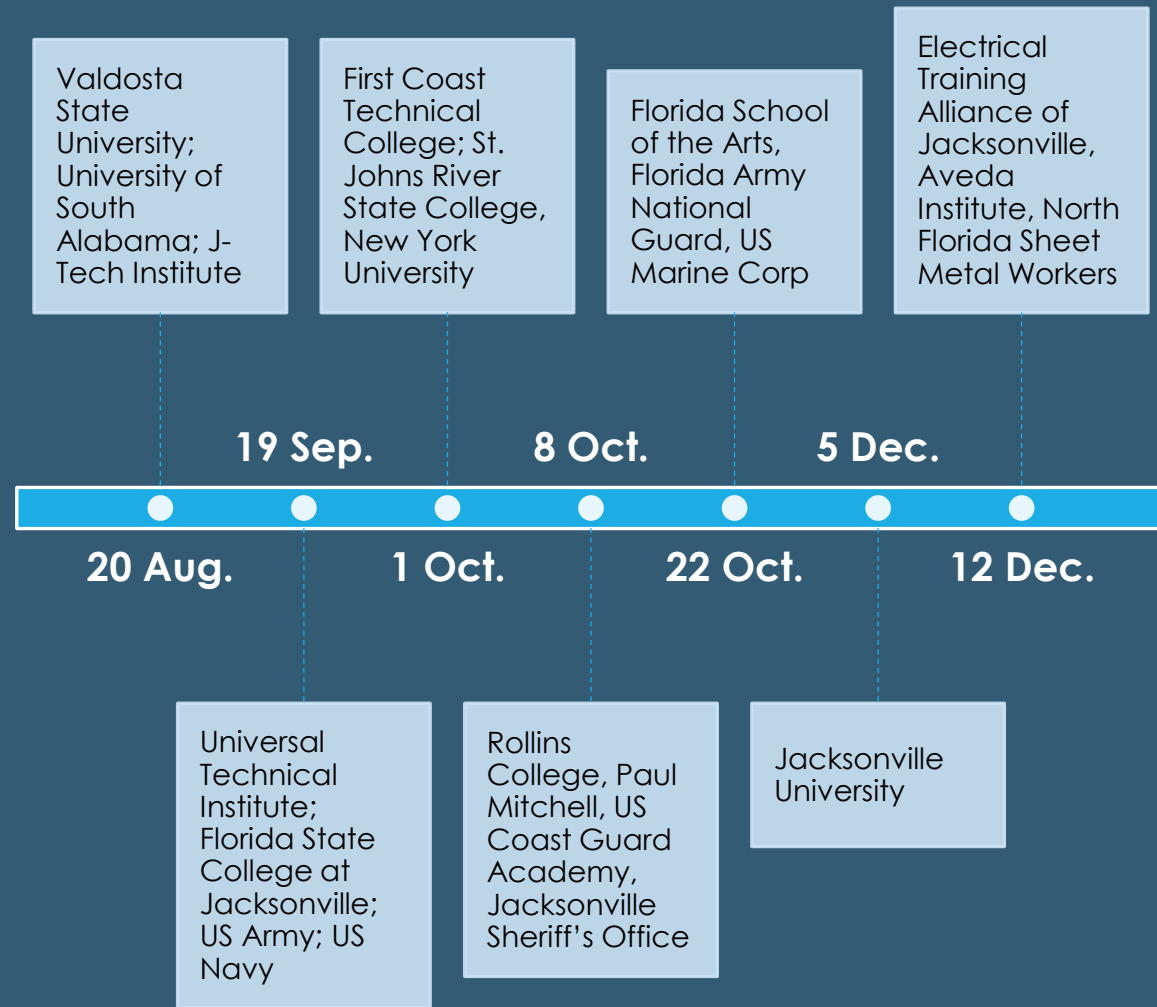 Valdosta
State
University;
University of
South
Alabama; J-
Tech Institute
First Coast
Technical
College; St.
Johns River
State College,
New York
University
Florida School
of the Arts,
Florida Army
National
Guard, US
Marine Corp
Electrical
Training
Alliance of
Jacksonville,
Aveda
Institute, North
Florida Sheet
Metal Workers
19 Sep.
8 Oct.
5 Dec.
20 Aug.
1 Oct.
22 Oct.
12 Dec.
Universal
Technical
Institute;
Florida State
College at
Jacksonville;
US Army; US
Navy
Rollins
College, Paul
Mitchell, US
Coast Guard
Academy,
Jacksonville
Sheriff’s Office
Jacksonville
University